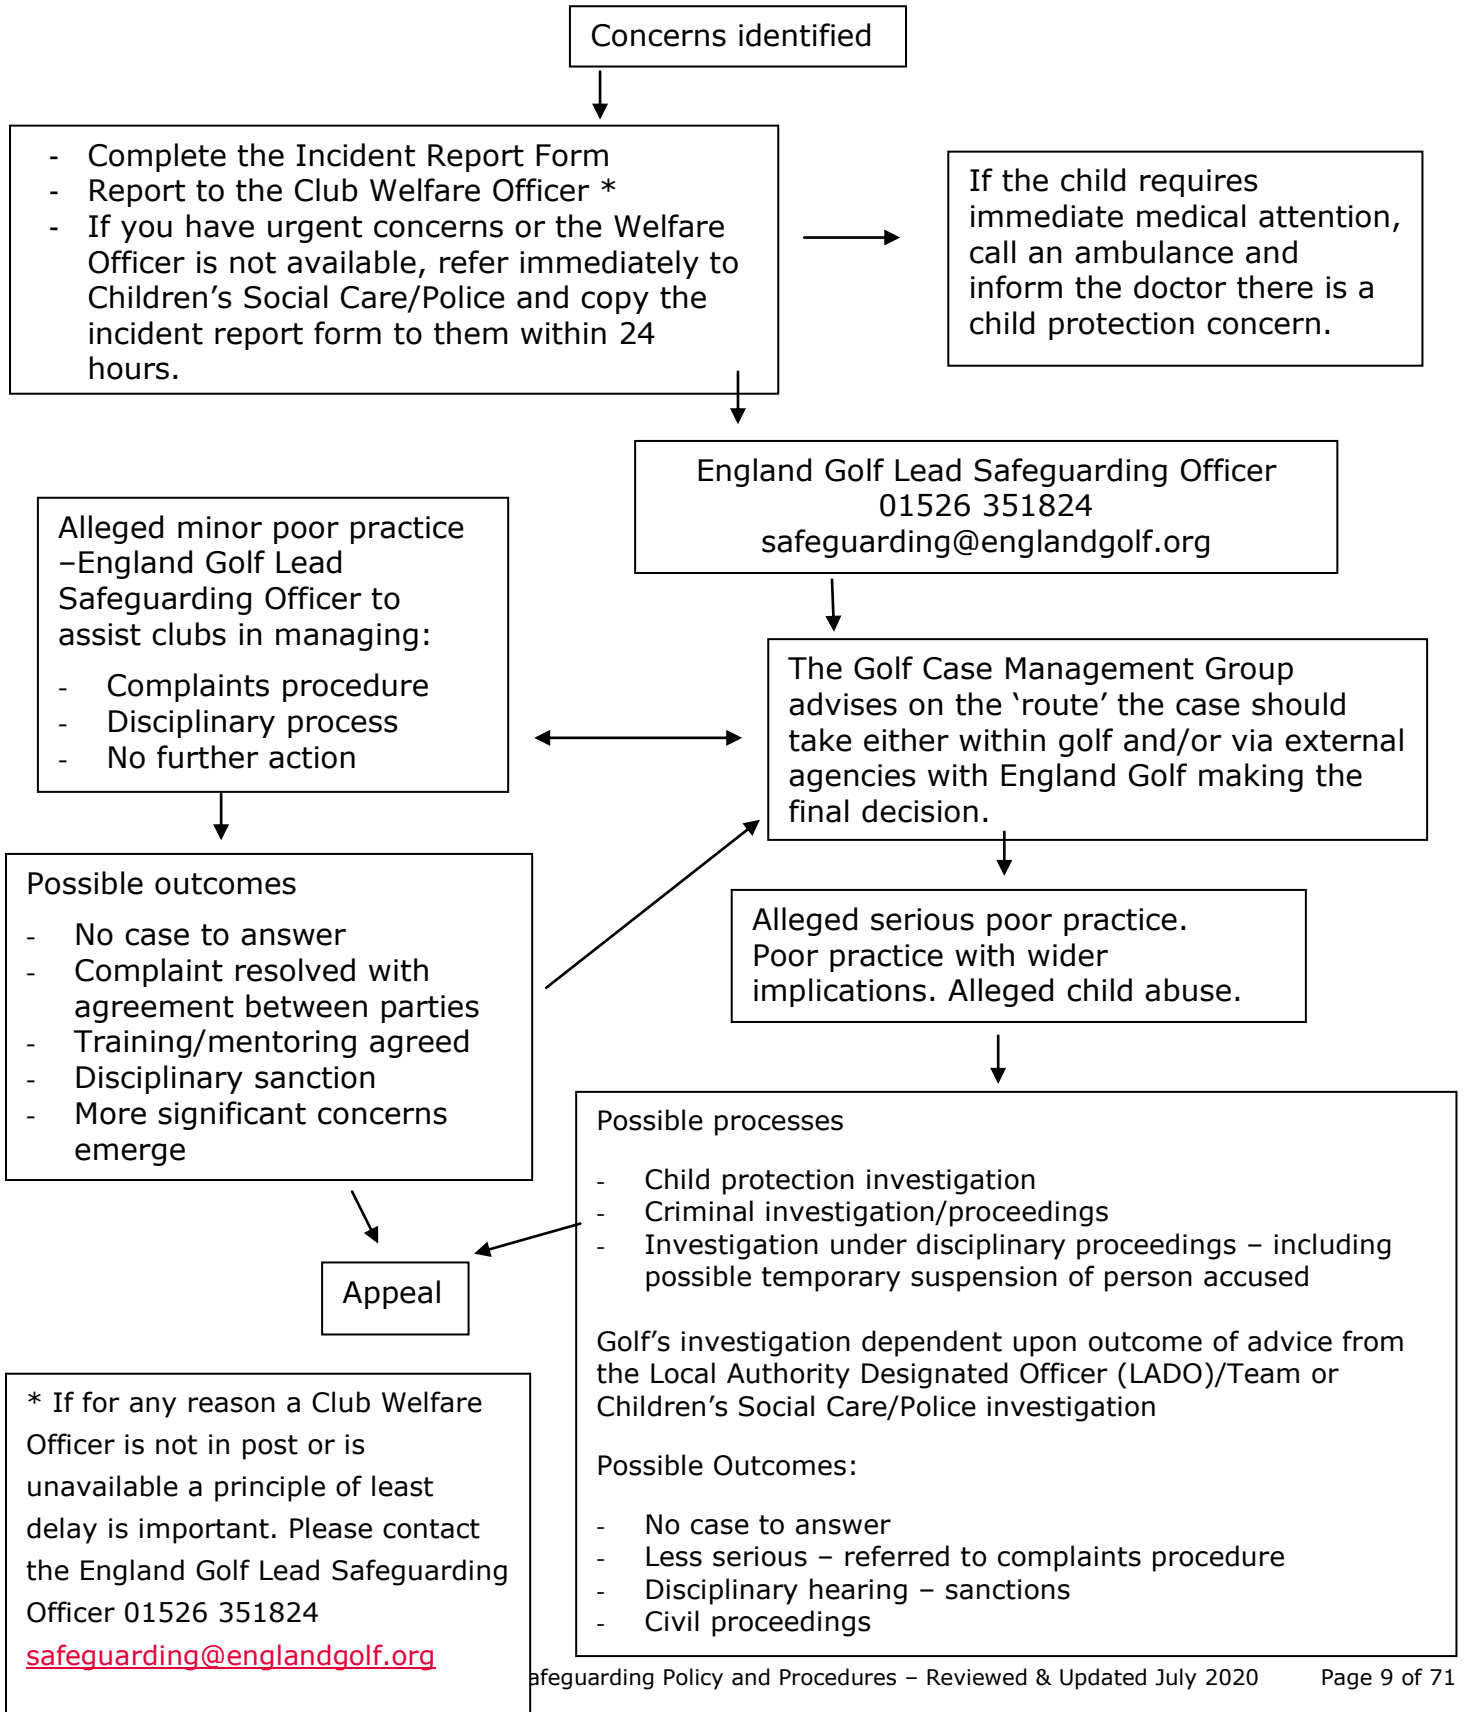 Concerns identified
- Complete the Incident Report Form
- Report to the Club Welfare Officer *
- If you have urgent concerns or the Welfare
Officer is not available, refer immediately to
Children’s Social Care/Police and copy the
incident report form to them within 24
hours.
If the child requires
immediate medical attention,
call an ambulance and
inform the doctor there is a
child protection concern.
England Golf Lead Safeguarding Officer
01526 351824
safeguarding@englandgolf.org
Alleged minor poor practice
–England Golf Lead
Safeguarding Officer to
assist clubs in managing:
- Complaints procedure
- Disciplinary process
- No further action
The Golf Case Management Group
advises on the ‘route’ the case should
take either within golf and/or via external
agencies with England Golf making the
final decision.
Possible outcomes
- No case to answer
- Complaint resolved with
agreement between parties
- Training/mentoring agreed
- Disciplinary sanction
- More significant concerns
emerge
Alleged serious poor practice.
Poor practice with wider
implications. Alleged child abuse.
Possible processes
- Child protection investigation
- Criminal investigation/proceedings
- Investigation under disciplinary proceedings – including
possible temporary suspension of person accused
Golf’s investigation dependent upon outcome of advice from
the Local Authority Designated Officer (LADO)/Team or
Children’s Social Care/Police investigation
Possible Outcomes:
- No case to answer
- Less serious – referred to complaints procedure
- Disciplinary hearing – sanctions
- Civil proceedings
Appeal
* If for any reason a Club Welfare
Officer is not in post or is
unavailable a principle of least
delay is important. Please contact
the England Golf Lead Safeguarding
Officer 01526 351824
safeguarding@englandgolf.org
afeguarding Policy and Procedures – Reviewed & Updated July 2020 Page 9 of 71